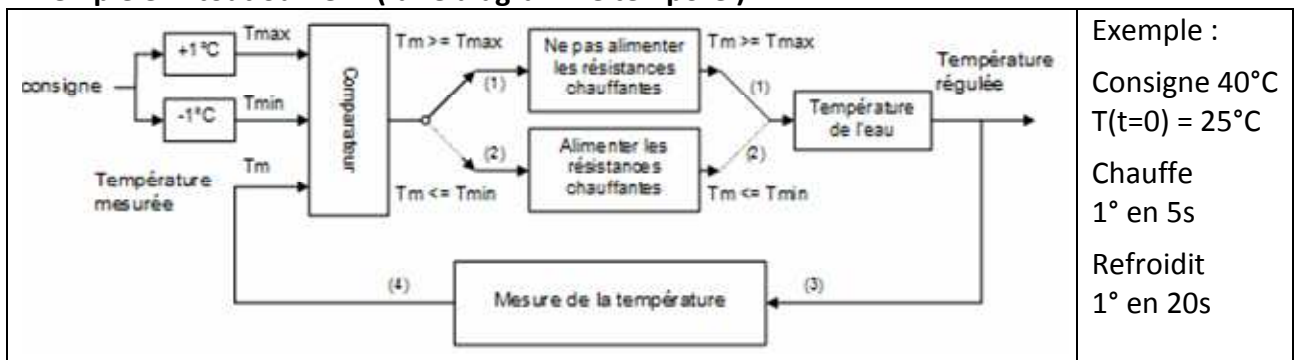 +1°C
Tmax
consigne
-1°C
Tmin
Tm
Température
mesurée
Comparateur
Tm >= Tmax
(1)
(2)
Tm <= Tmin
Ne pas alimenter
les résistances
chauffantes
Alimenter les
résistances
chauffantes
Tm >= Tmax
(1)
(2)
Tm <= Tmin
Température
de l'eau
Température
régulée
(4)
Mesure de la température
(3)
Exemple :
Consigne 40°C
T(t=0) = 25°C
Chauffe
1° en 5s
Refroidit
1° en 20s